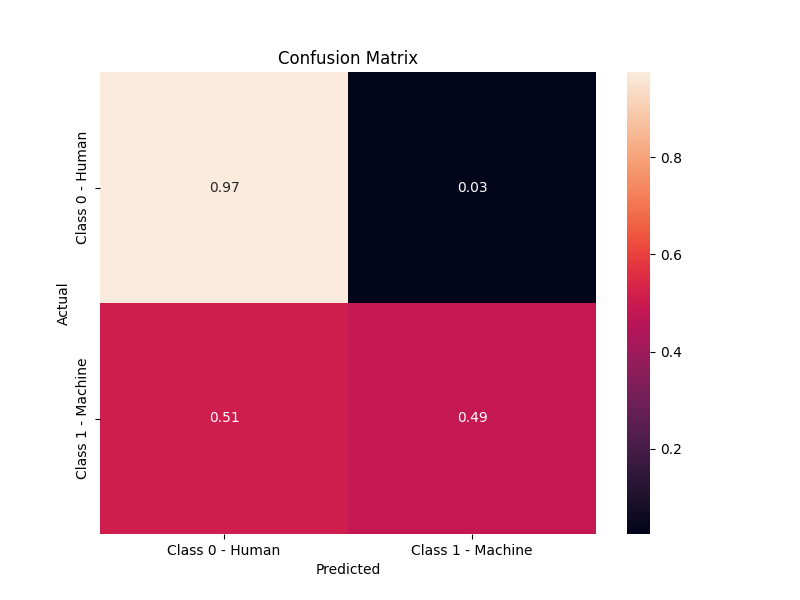 Confusion Matrix
Class 0 - Human
0.97
0.03
0.8
0.6
Actual
0.4
Class 1 - Machine
0.51
0.49
0.2
Class 0 - Human
Class 1 - Machine
Predicted